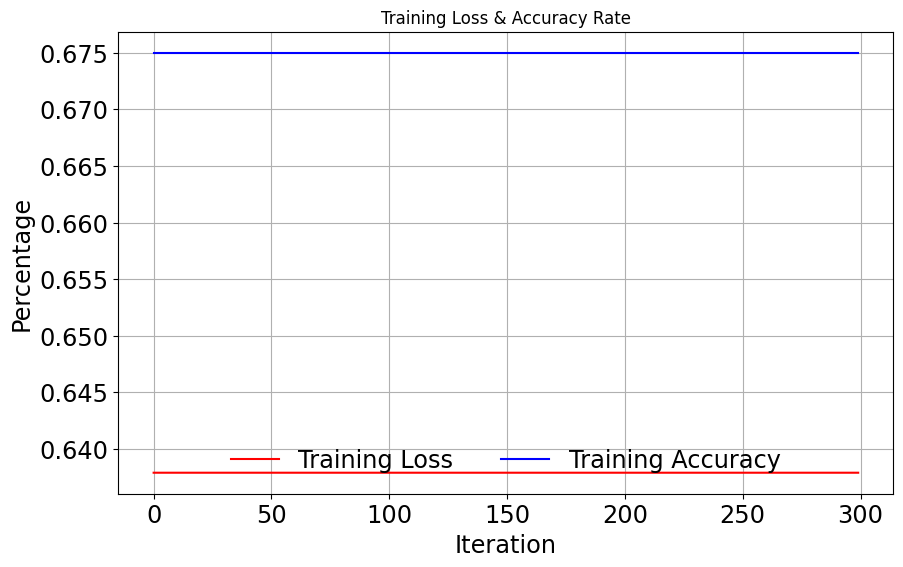 Training Loss & Accuracy Rate
0.675
0.670
0.665
0.660
0.655
0.650
0.645
0.640
Percentage
Training Loss
Training Accuracy
0 50 100 150 200 250 300
Iteration